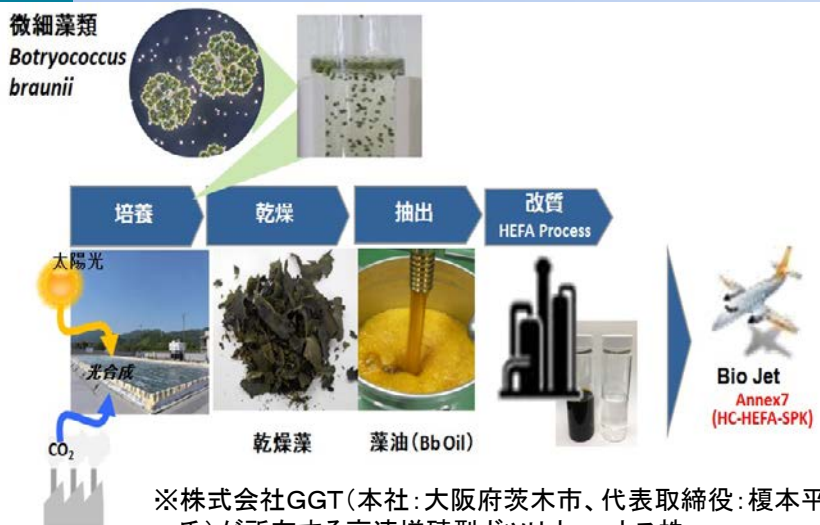 微細藻類
Botryococcus
braunii
培養
乾燥
抽出
改質
HEFA Process
太陽光
光合成
CO2
乾燥藻
藻油(Bb Oil)
Bio Jet
Annex7
(HC-HEFA-SPK)
※株式会社GGT(本社:大阪府茨木市、代表取締役:榎本平